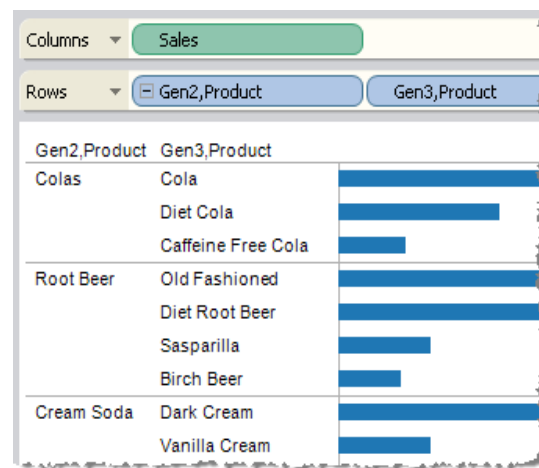 Columns Sales
Rows Gen2,Product Gen3,Product
Gen2,Product Gen3,Product
Colas Cola
Diet Cola
Caffeine Free Cola
Root Beer Old Fashioned
Diet Root Beer
Sasparilla
Birch Beer
Cream Soda Dark Cream
Vanilla Cream